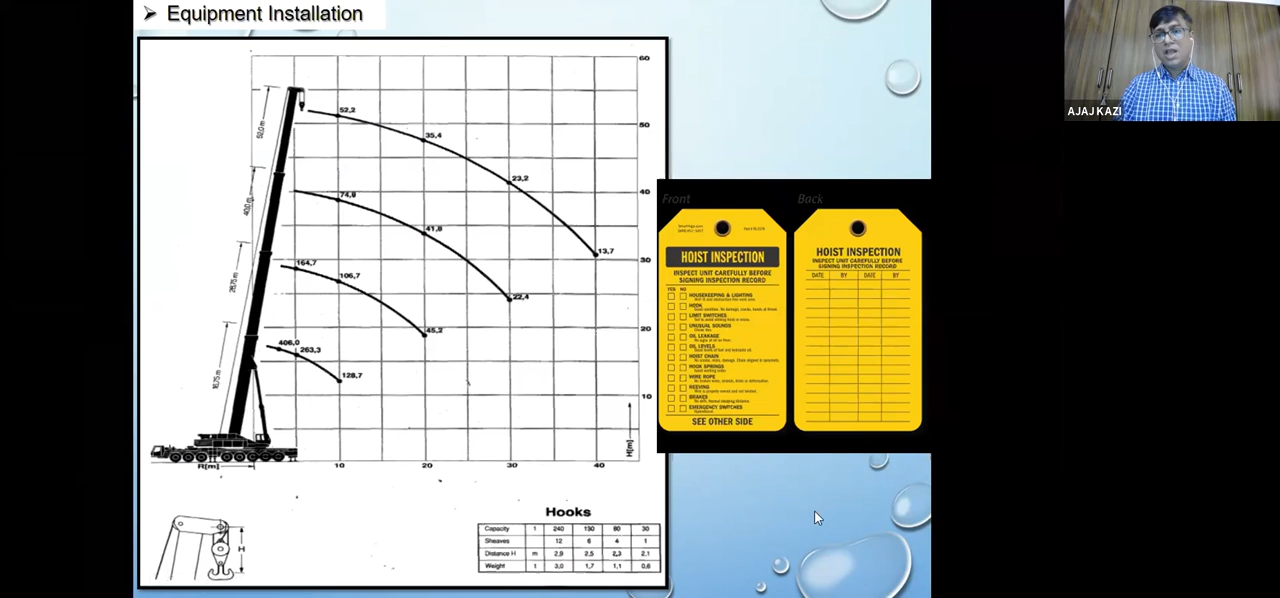 Equipment Installation
AJAJ KAZI
60
52,2
50,0 m
50
35,4
23,2
40,0 m
40
74,8
41,8
13,7
30
164,7
106,7
22,4
20
45,2
406,0
263,3
128,7
10
H[m]
R[m]
10
20
30
40
H
Hooks
Capacity t 240 130 80 30
Sheaves 12 6 4 1
Distance H m 2,9 2,5 2,3 2,1
Weight t 3,0 1,7 1,1 0,6
Front
HOIST INSPECTION
INSPECT UNIT CAREFULLY BEFORE
SIGNING INSPECTION RECORD
YES NO
HOUSEKEEPING & LIGHTING
HOOK
LIMIT SWITCHES
UNUSUAL SOUNDS
OIL LEAKAGE
OIL LEVELS
HOIST CHAIN
HOOK SPRINGS
WIRE ROPE
REEVING
BRAKES
EMERGENCY SWITCHES
SEE OTHER SIDE
Back
HOIST INSPECTION
INSPECT UNIT CAREFULLY BEFORE
SIGNING INSPECTION RECORD
DATE BY DATE BY